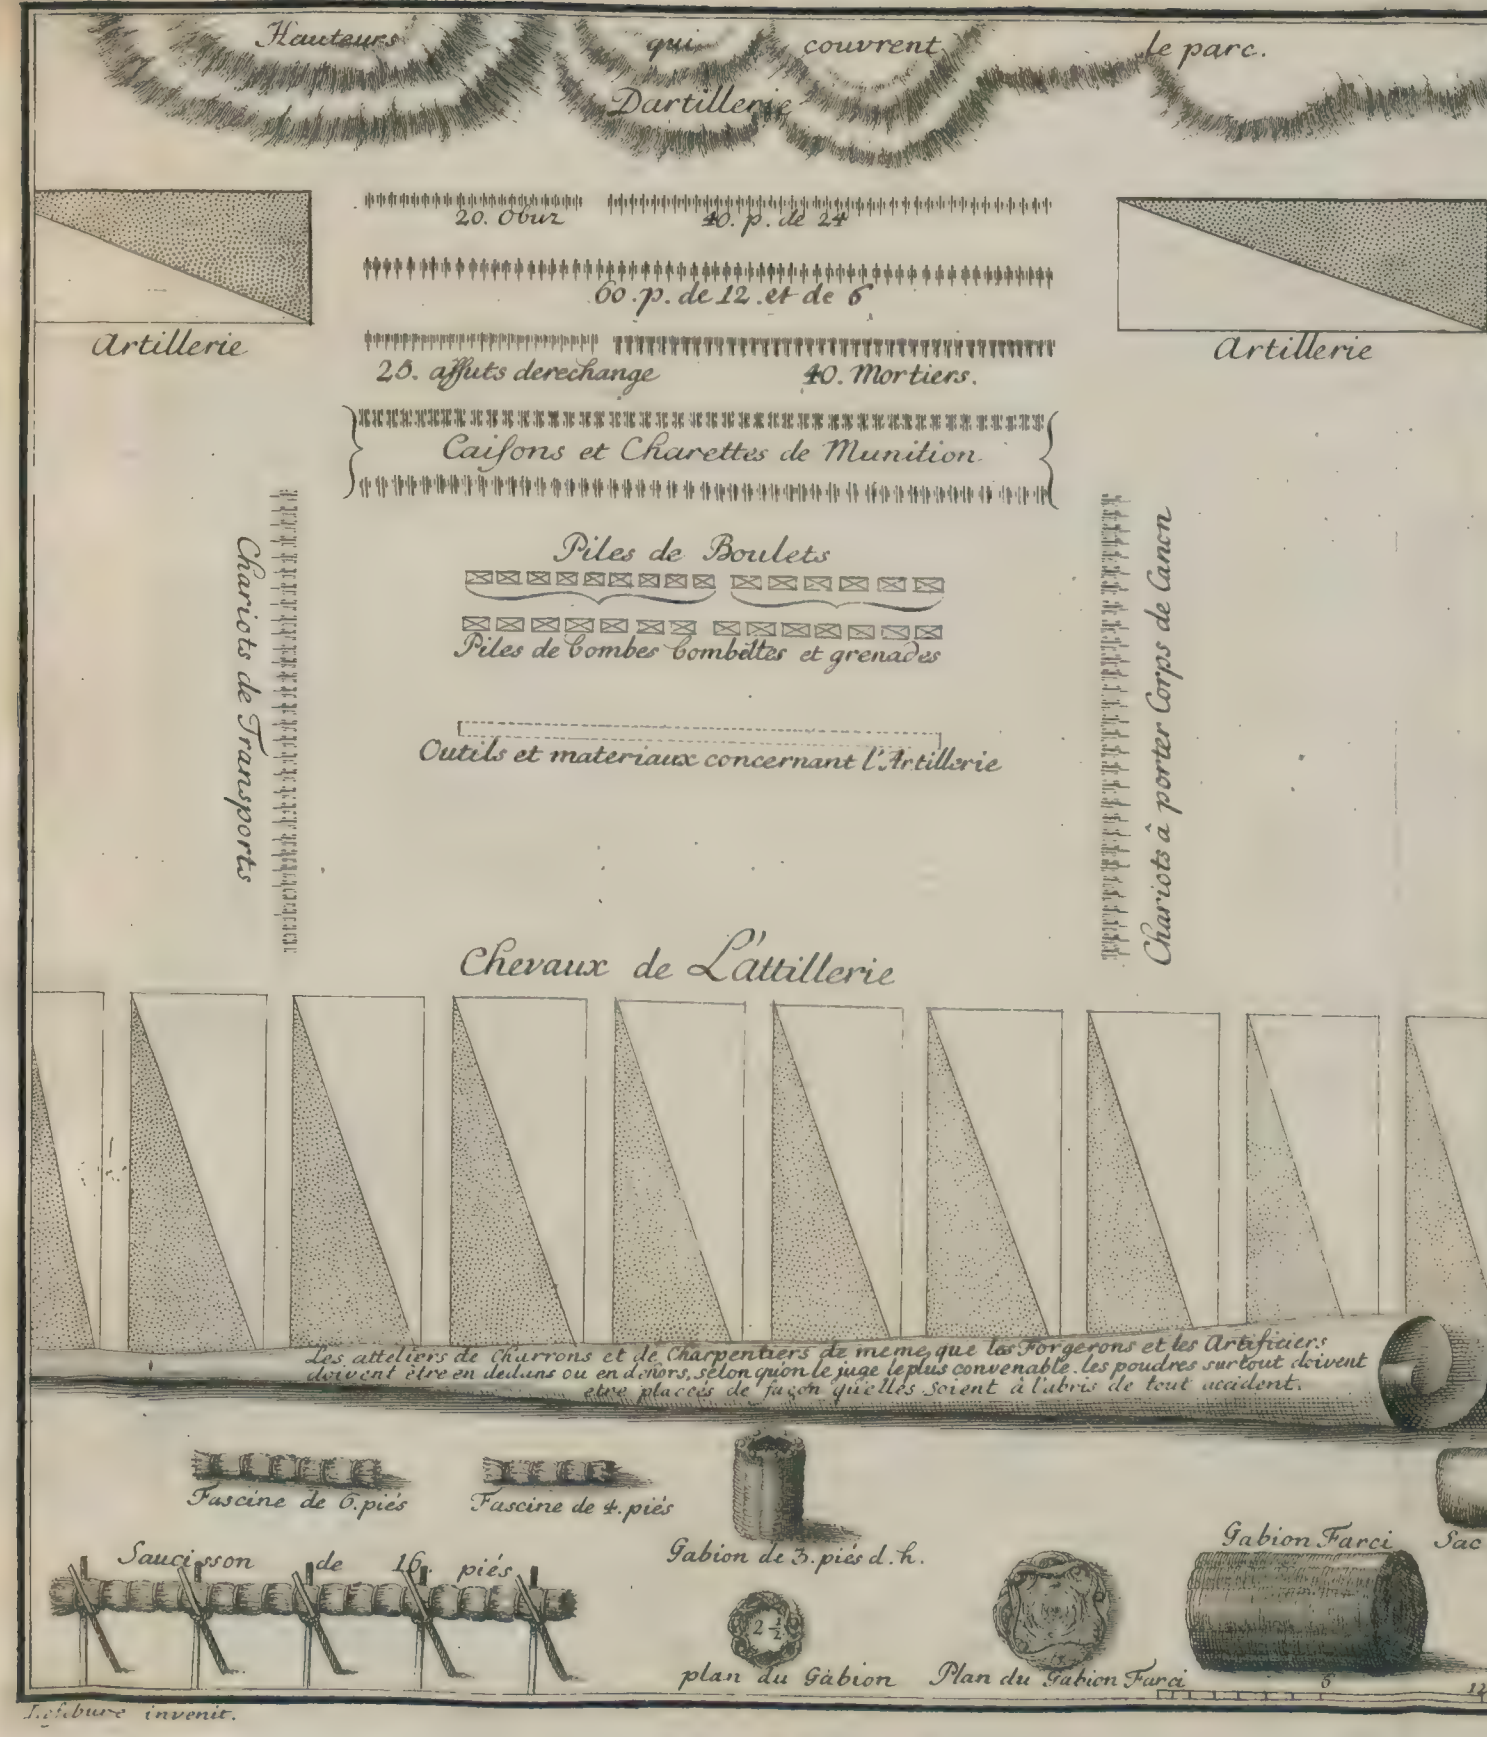 Hauteurs qui couvrent le parc.
Dartillerie
20. Obuz 40. p. de 24
60. p. de 12. et de 6
Artillerie
Artillerie
20. affuts derechange 40. Mortiers.
Caiſons et Charettes de Munition
Chariots de Transports
Chariots â porter Corps de Canon
Piles de Boulets
Piles de bombes bombettes et grenades
Outils et materiaux concernant l'Artillerie
Chevaux de L'attillerie
Les atteliers de Charrons et de Charpentiers de meme que les Forgerons et les Artificiers
doivent être en dedans ou en dehors, selon qu'on le juge le plus convenable. les poudres surtout doivent
etre placées de façon qu'elles soient à l'abris de tout accident.
Fascine de 6. piés
Fascine de 4. piés
Gabion de 3. piés d. h.
Gabion Farci
Sac
Saucisson de 16. piés
2 1/2
plan du Gabion
Plan du Gabion Farci
6
12
Lefebure invenit.